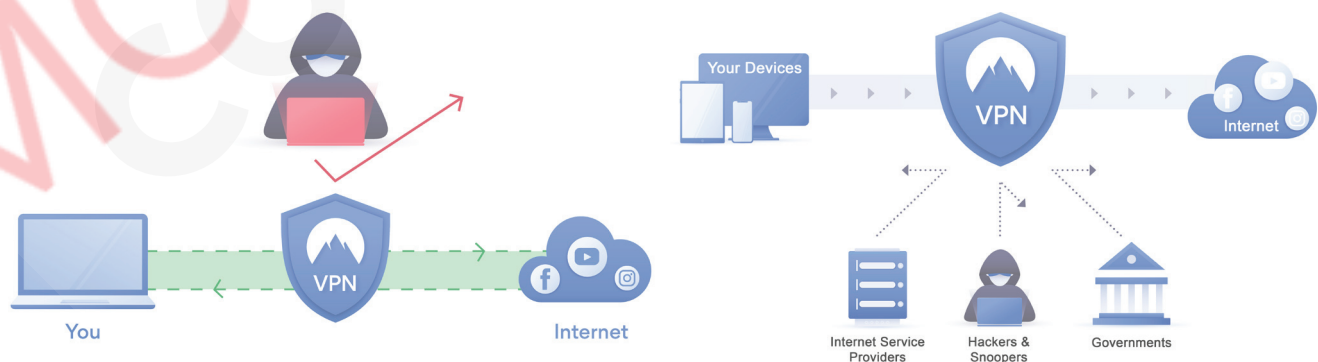 VPN
You
Internet
Your Devices
VPN
Internet
Internet Service
Providers
Hackers &
Snoopers
Governments